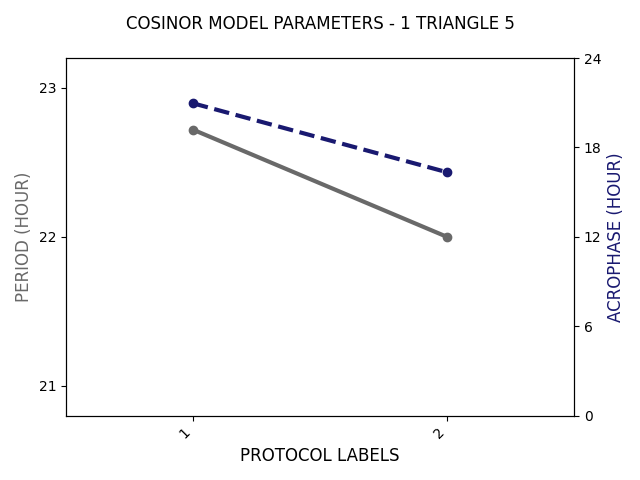 COSINOR MODEL PARAMETERS - 1 TRIANGLE 5
23
22
21
PERIOD (HOUR)
24
18
12
6
0
ACROPHASE (HOUR)
1
2
PROTOCOL LABELS